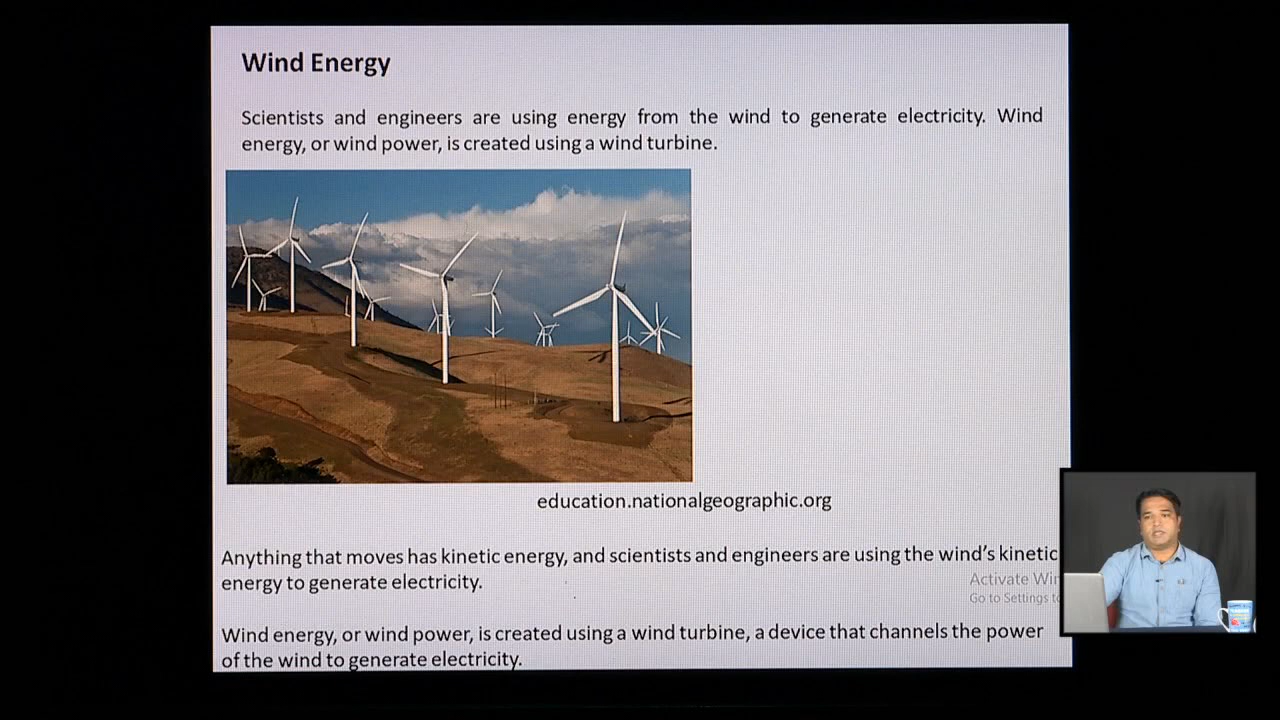 Wind Energy
Scientists and engineers are using energy from the wind to generate electricity. Wind
energy, or wind power, is created using a wind turbine.
education.nationalgeographic.org
Anything that moves has kinetic energy, and scientists and engineers are using the wind's kinetic
energy to generate electricity.
Activate Win
Go to Settings to
Wind energy, or wind power, is created using a wind turbine, a device that channels the power
of the wind to generate electricity.